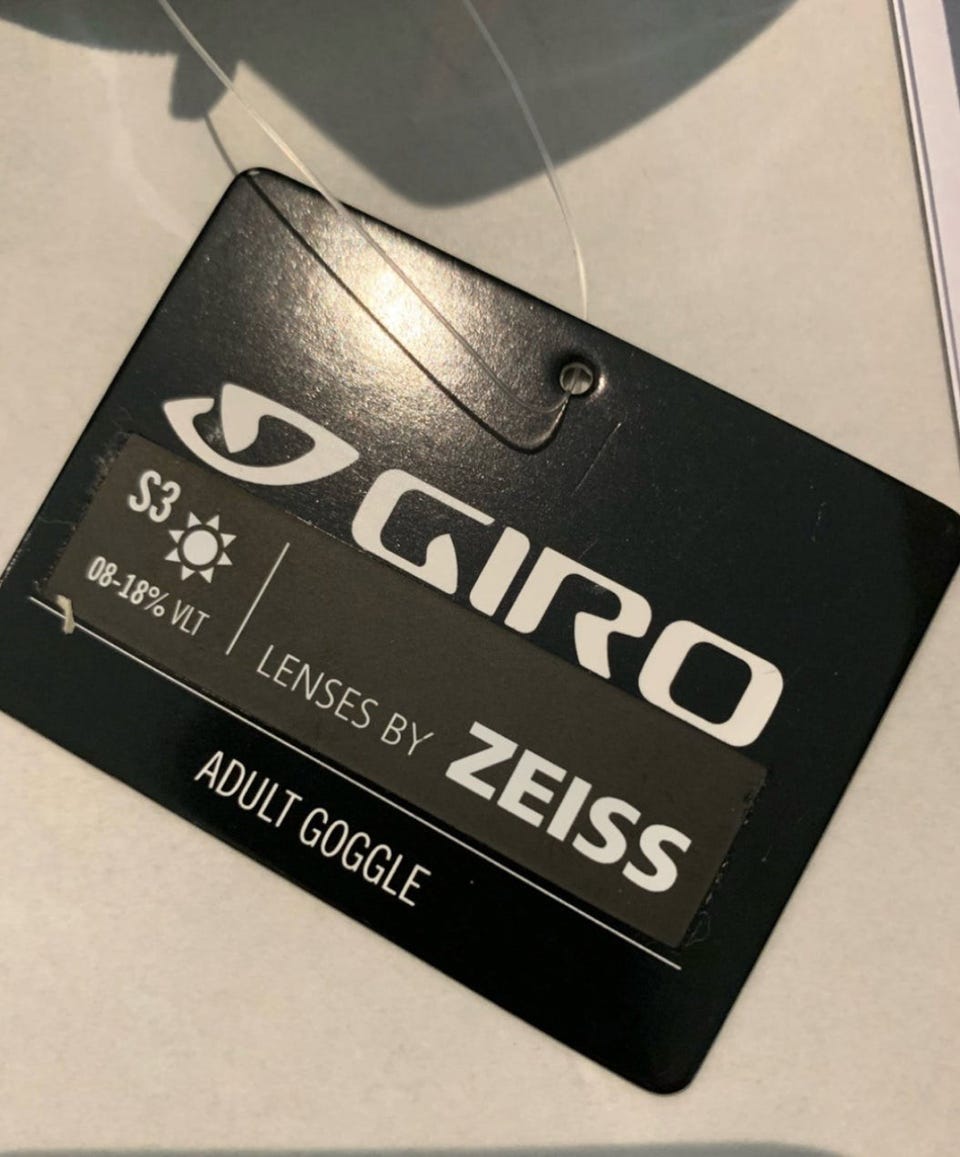 GIRO
S3
08-18% VLT
LENSES BY ZEISS
ADULT GOGGLE